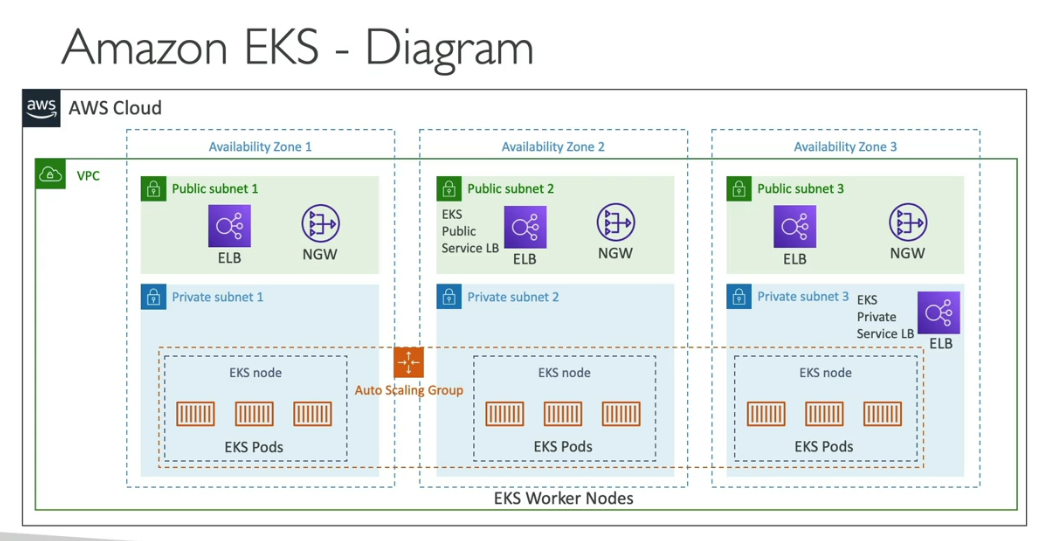 Amazon EKS - Diagram
aws
AWS Cloud
Availability Zone 1
Availability Zone 2
Availability Zone 3
VPC
Public subnet 1
ELB
NGW
Public subnet 2
EKS
Public
Service LB
ELB
NGW
Public subnet 3
ELB
NGW
Private subnet 1
Private subnet 2
Private subnet 3
EKS
Private
Service LB
ELB
Auto Scaling Group
EKS node
EKS Pods
EKS node
EKS Pods
EKS node
EKS Pods
EKS Worker Nodes